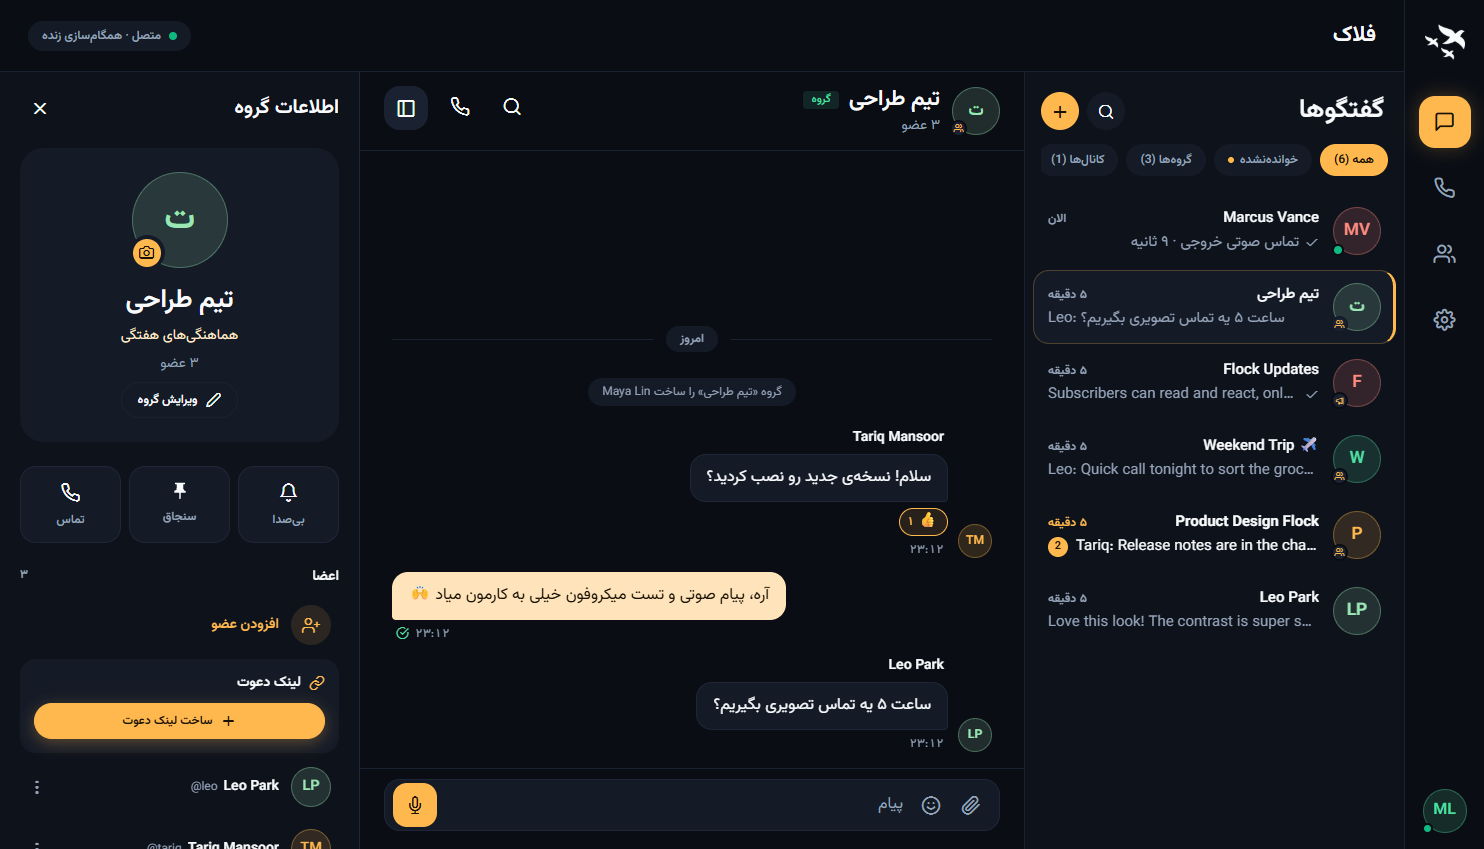 فلاک
متصل · همگام‌سازی زنده
گفتگوها
همه (6)
خوانده‌نشده
گروه‌ها (3)
کانال‌ها (1)
Marcus Vance
الان
MV
تماس صوتی خروجی · ۹ ثانیه
تیم طراحی
۵ دقیقه
ت
Leo: ساعت ۵ یه تماس تصویری بگیریم؟
Flock Updates
۵ دقیقه
F
Subscribers can read and react, onl...
Weekend Trip ✈️
۵ دقیقه
W
Leo: Quick call tonight to sort the groc...
Product Design Flock
۵ دقیقه
P
Tariq: Release notes are in the cha...
2
Leo Park
۵ دقیقه
LP
Love this look! The contrast is super s...
ML
ت
تیم طراحی
گروه
۳ عضو
امروز
گروه «تیم طراحی» را ساخت Maya Lin
Tariq Mansoor
سلام! نسخه‌ی جدید رو نصب کردید؟
👍 ۱
TM
۲۳:۱۲
آره، پیام صوتی و تست میکروفون خیلی به کارمون میاد 🙌
۲۳:۱۲
Leo Park
ساعت ۵ یه تماس تصویری بگیریم؟
LP
۲۳:۱۲
پیام
اطلاعات گروه
ت
تیم طراحی
هماهنگی‌های هفتگی
۳ عضو
ویرایش گروه
بی‌صدا
سنجاق
تماس
اعضا
۳
افزودن عضو
لینک دعوت
ساخت لینک دعوت
LP
Leo Park @leo
TM
Tariq Mansoor @tariq